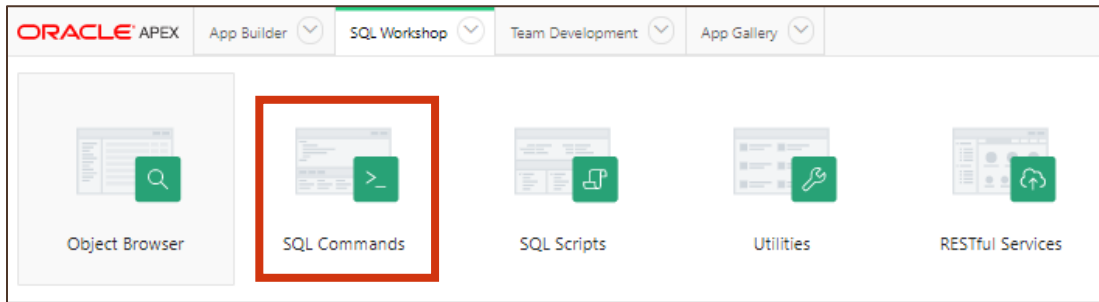 ORACLE APEX App Builder SQL Workshop Team Development App Gallery
>_
Object Browser SQL Commands SQL Scripts Utilities RESTful Services